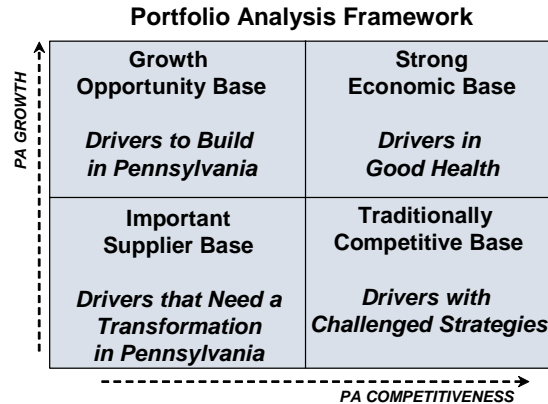 Portfolio Analysis Framework
PA GROWTH
Growth
Opportunity Base
Drivers to Build
in Pennsylvania
Strong
Economic Base
Drivers in
Good Health
Important
Supplier Base
Drivers that Need a
Transformation
in Pennsylvania
Traditionally
Competitive Base
Drivers with
Challenged Strategies
PA COMPETITIVENESS